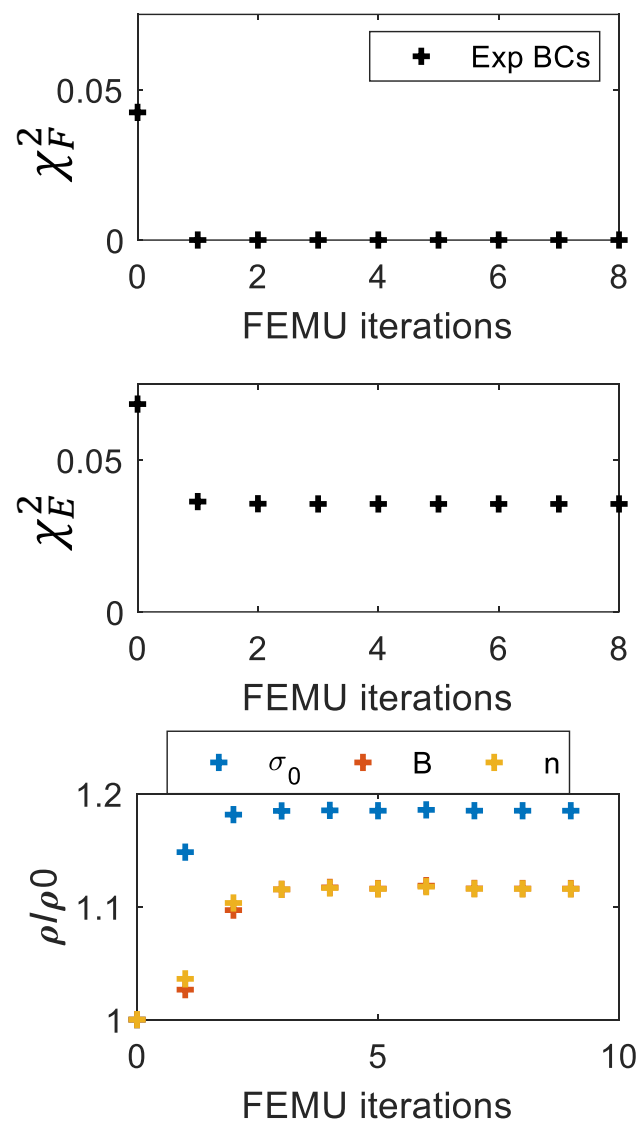 Exp BCs
0.05
0
χ²_F
0 2 4 6 8
FEMU iterations
0.05
0
χ²_E
0 2 4 6 8
FEMU iterations
σ₀ B n
1.2
1.1
1
ρ/ρ0
0 5 10
FEMU iterations